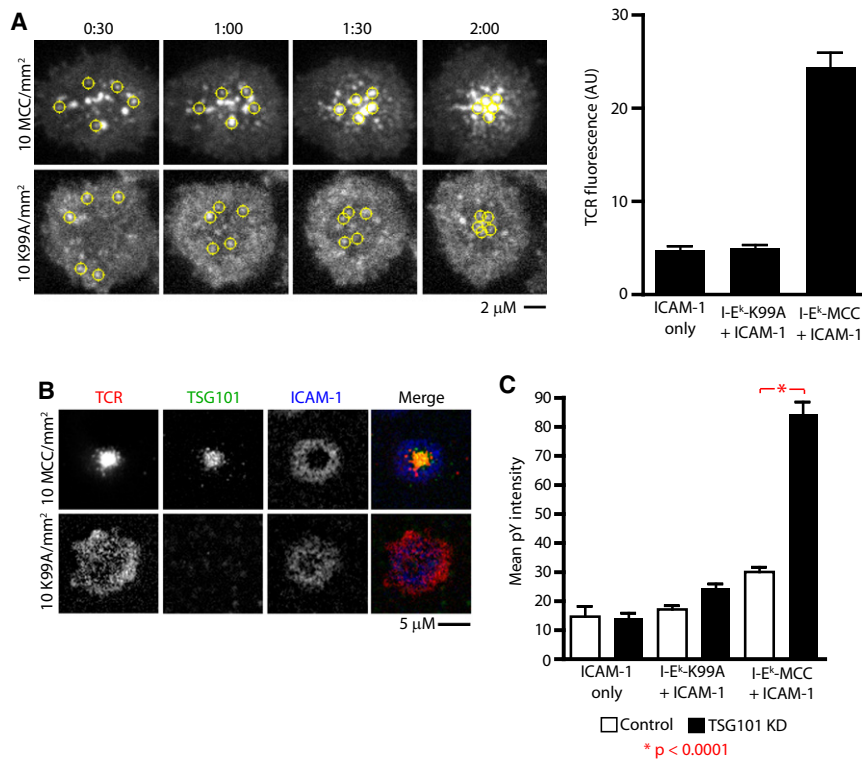 A
0:30 1:00 1:30 2:00
10 MCC/mm²
10 K99A/mm²
2 μM
TCR fluorescence (AU)
30
20
10
0
ICAM-1 only
I-Eᵏ-K99A + ICAM-1
I-Eᵏ-MCC + ICAM-1
B
TCR TSG101 ICAM-1 Merge
10 MCC/mm²
10 K99A/mm²
5 μM
C
Mean pY intensity
90
80
70
60
50
40
30
20
10
0
*
ICAM-1 only
I-Eᵏ-K99A + ICAM-1
I-Eᵏ-MCC + ICAM-1
Control TSG101 KD
* p < 0.0001